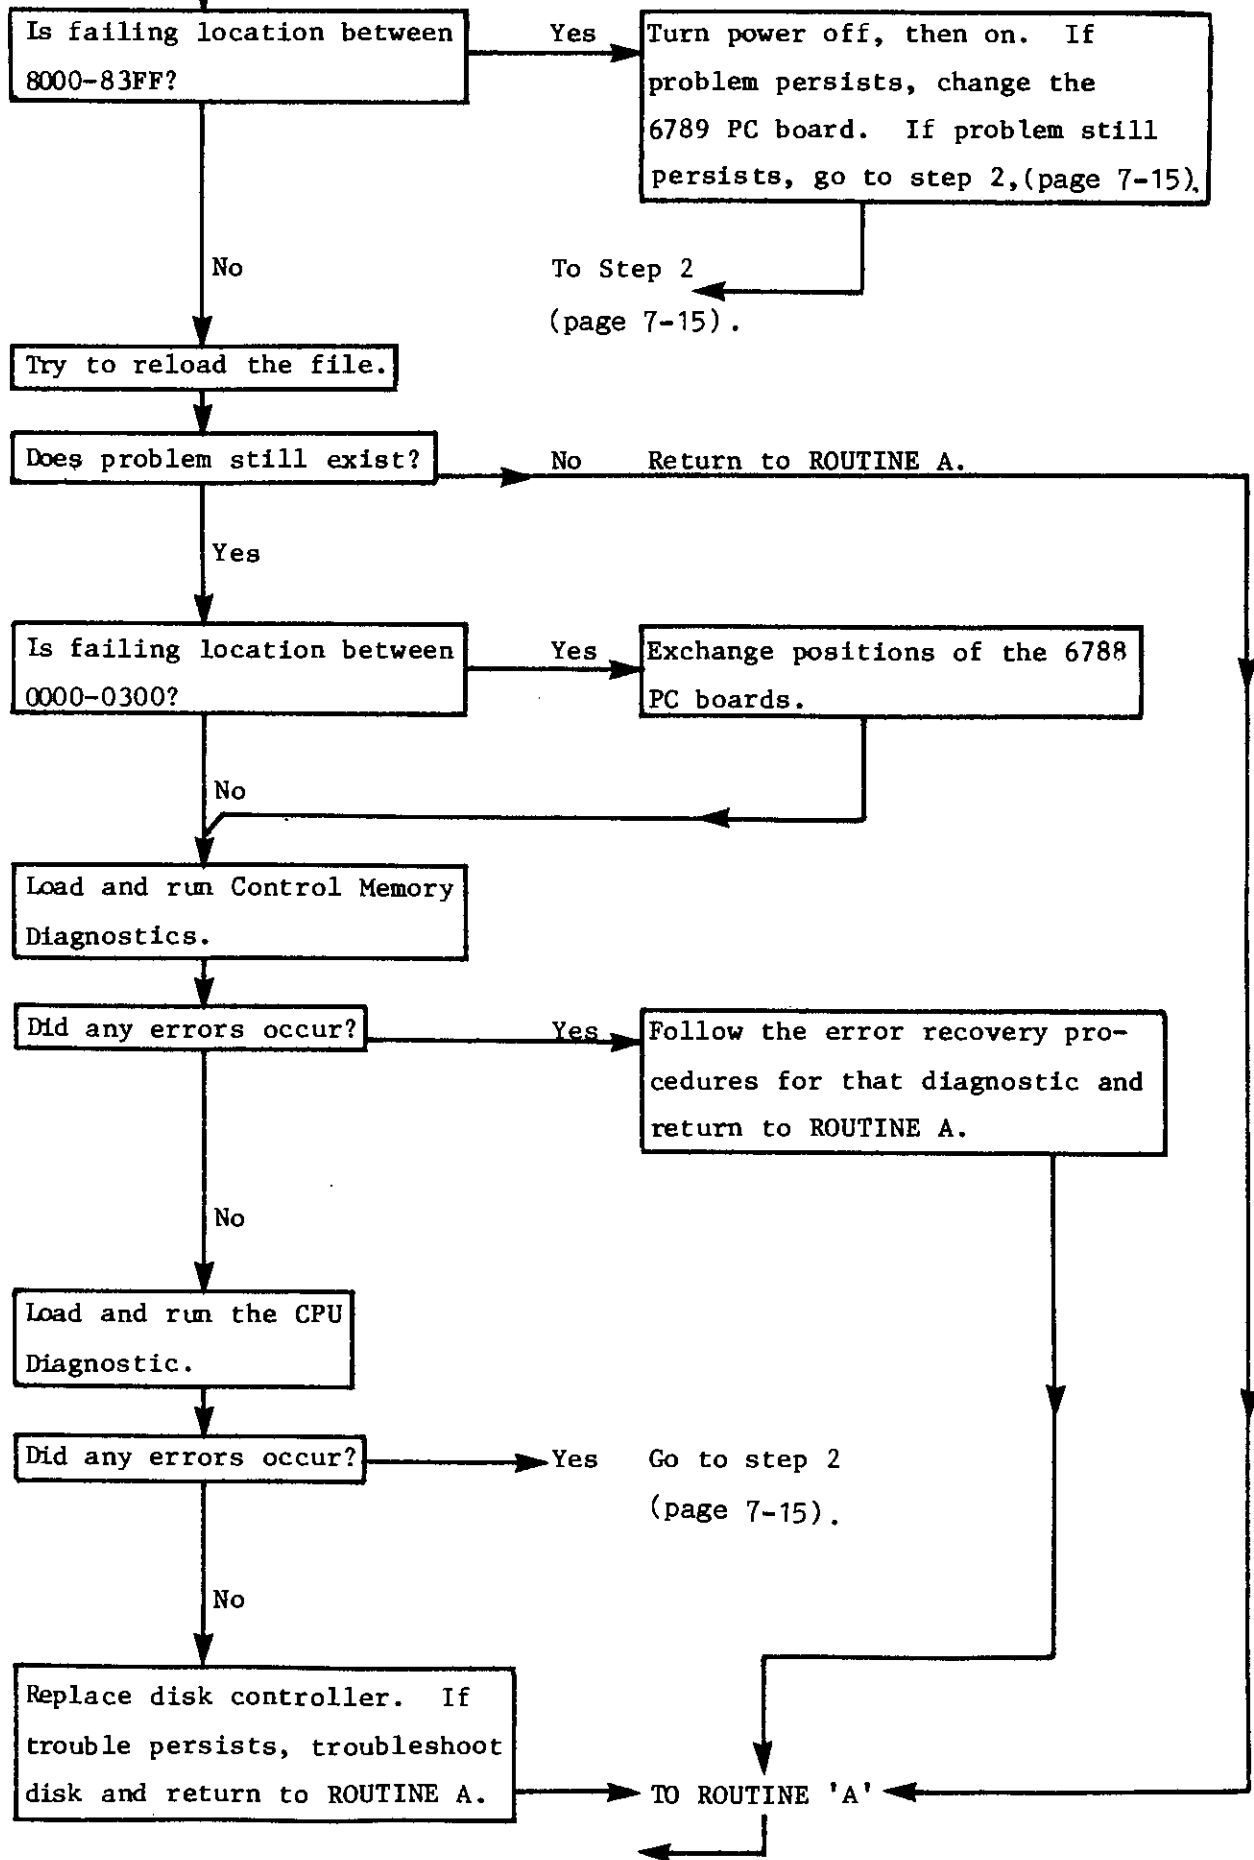 Is failing location between
8000-83FF?
Yes
Turn power off, then on. If
problem persists, change the
6789 PC board. If problem still
persists, go to step 2,(page 7-15).
No
To Step 2
(page 7-15).
Try to reload the file.
Does problem still exist?
No Return to ROUTINE A.
Yes
Is failing location between
0000-0300?
Yes
Exchange positions of the 6788
PC boards.
No
Load and run Control Memory
Diagnostics.
Did any errors occur?
Yes
Follow the error recovery pro-
cedures for that diagnostic and
return to ROUTINE A.
No
Load and run the CPU
Diagnostic.
Did any errors occur?
Yes Go to step 2
(page 7-15).
No
Replace disk controller. If
trouble persists, troubleshoot
disk and return to ROUTINE A.
TO ROUTINE 'A'